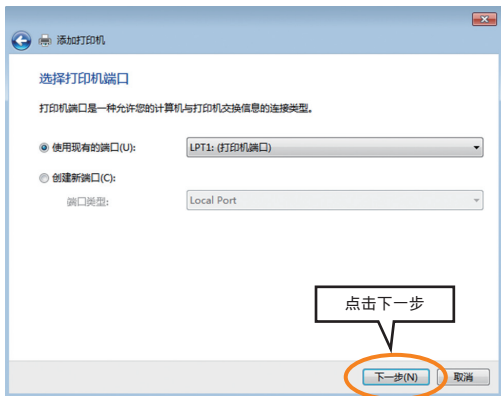 添加打印机
选择打印机端口
打印机端口是一种允许您的计算机与打印机交换信息的连接类型。
使用现有的端口(U): LPT1: (打印机端口)
创建新端口(C):
端口类型: Local Port
点击下一步
下一步(N) 取消